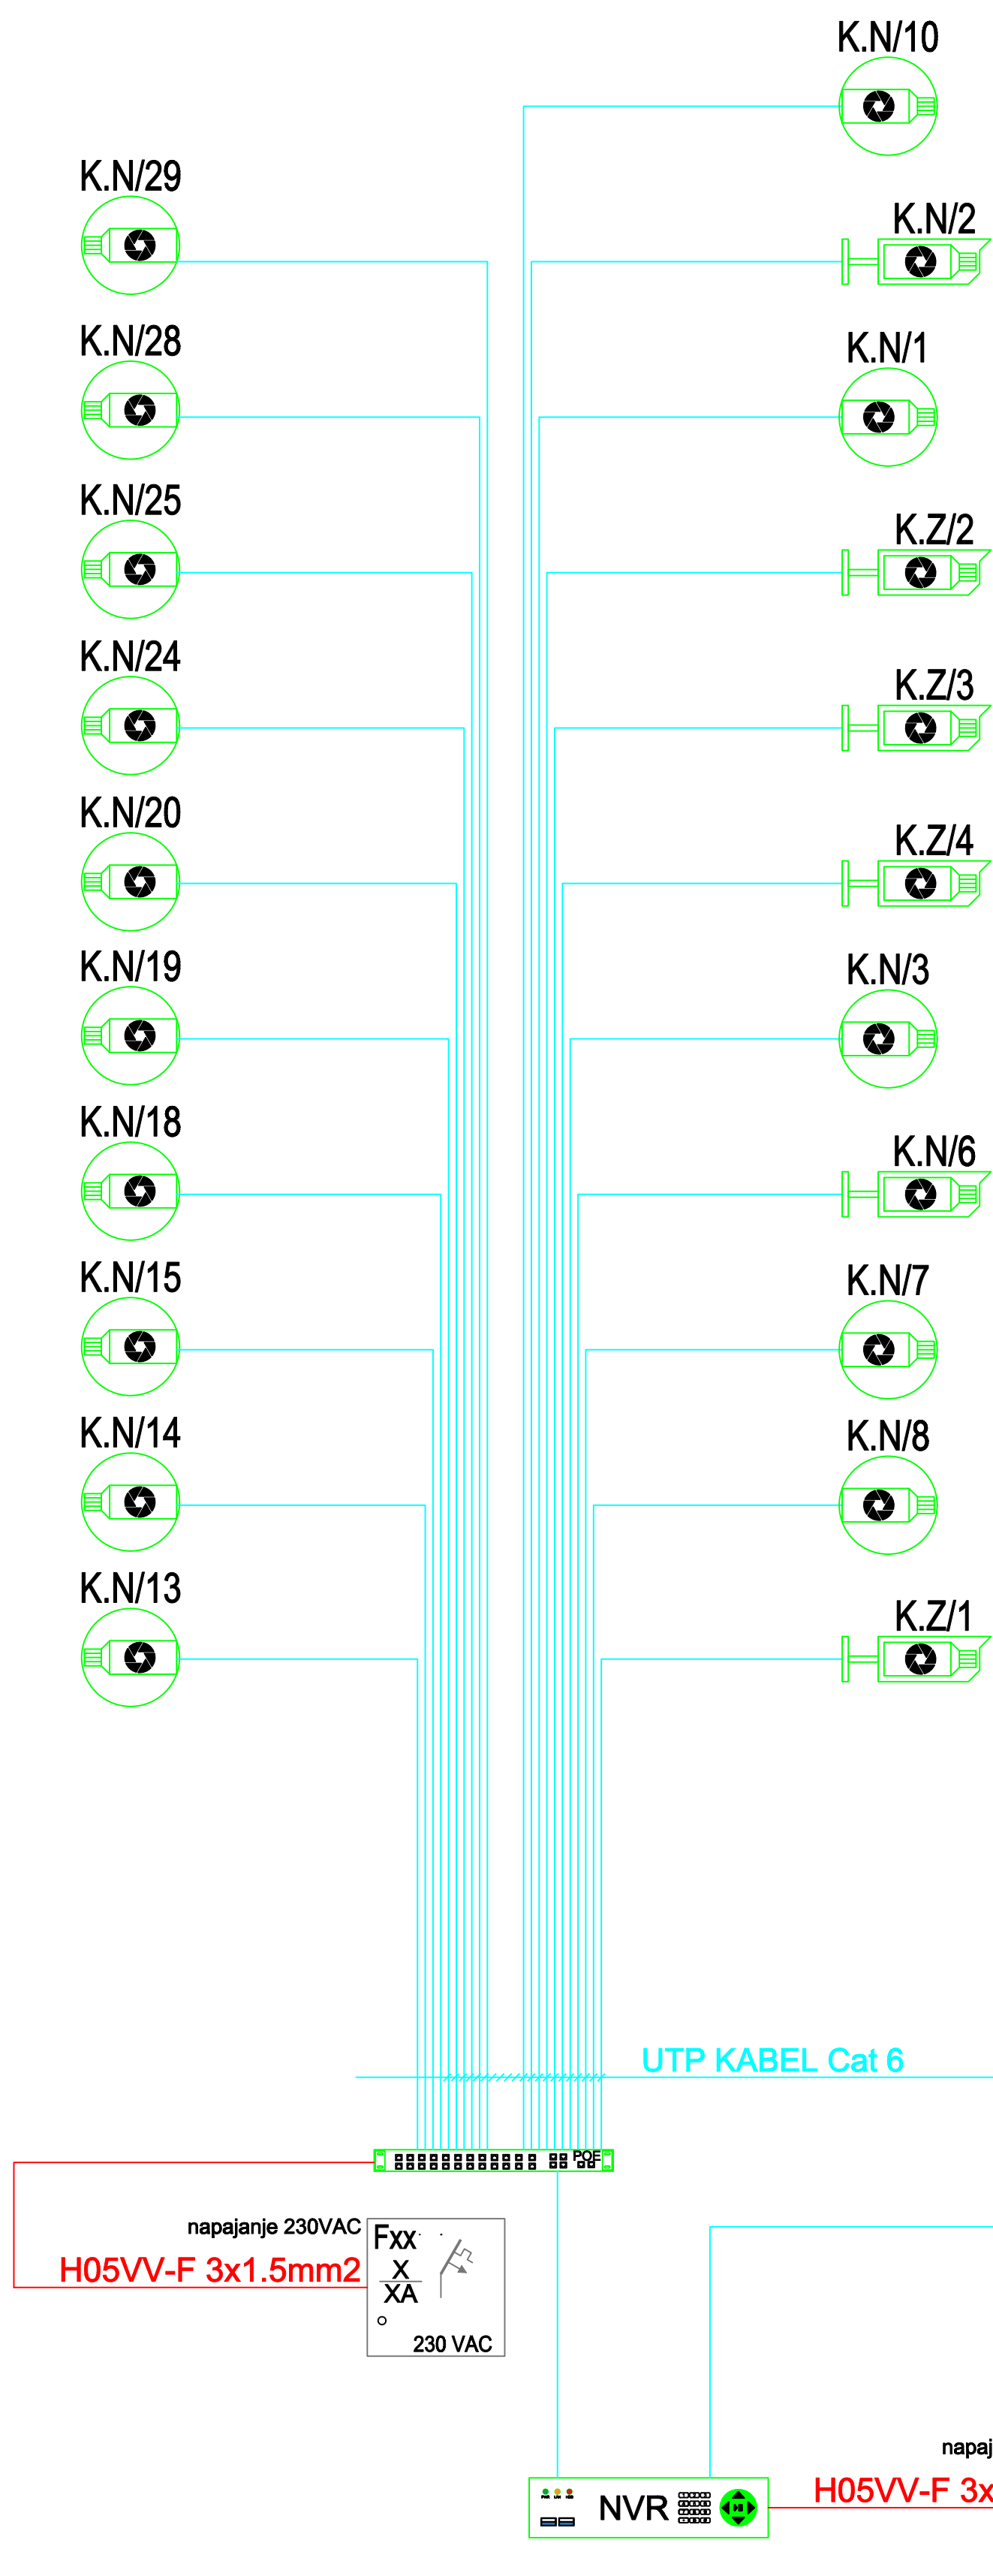 K.N/10
K.N/29
K.N/2
K.N/28
K.N/1
K.N/25
K.Z/2
K.N/24
K.Z/3
K.N/20
K.Z/4
K.N/19
K.N/3
K.N/18
K.N/6
K.N/15
K.N/7
K.N/14
K.N/8
K.N/13
K.Z/1
UTP KABEL Cat 6
POE
napajanje 230VAC
H05VV-F 3x1.5mm2
Fxx
X
XA
230 VAC
napaj
H05VV-F 3x
NVR